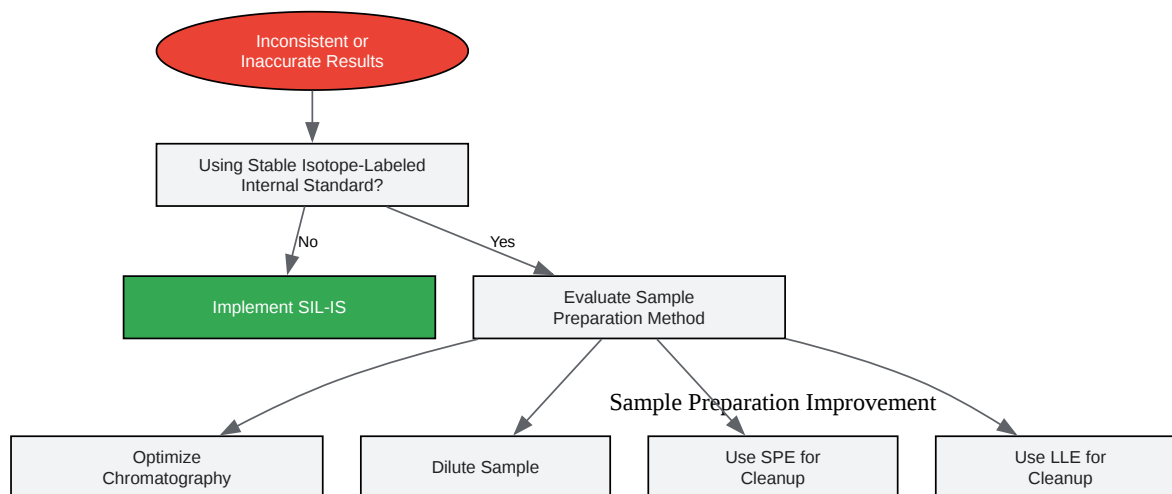 Inconsistent or
Inaccurate Results
Using Stable Isotope-Labeled
Internal Standard?
No
Yes
Implement SIL-IS
Evaluate Sample
Preparation Method
Sample Preparation Improvement
Optimize
Chromatography
Dilute Sample
Use SPE for
Cleanup
Use LLE for
Cleanup